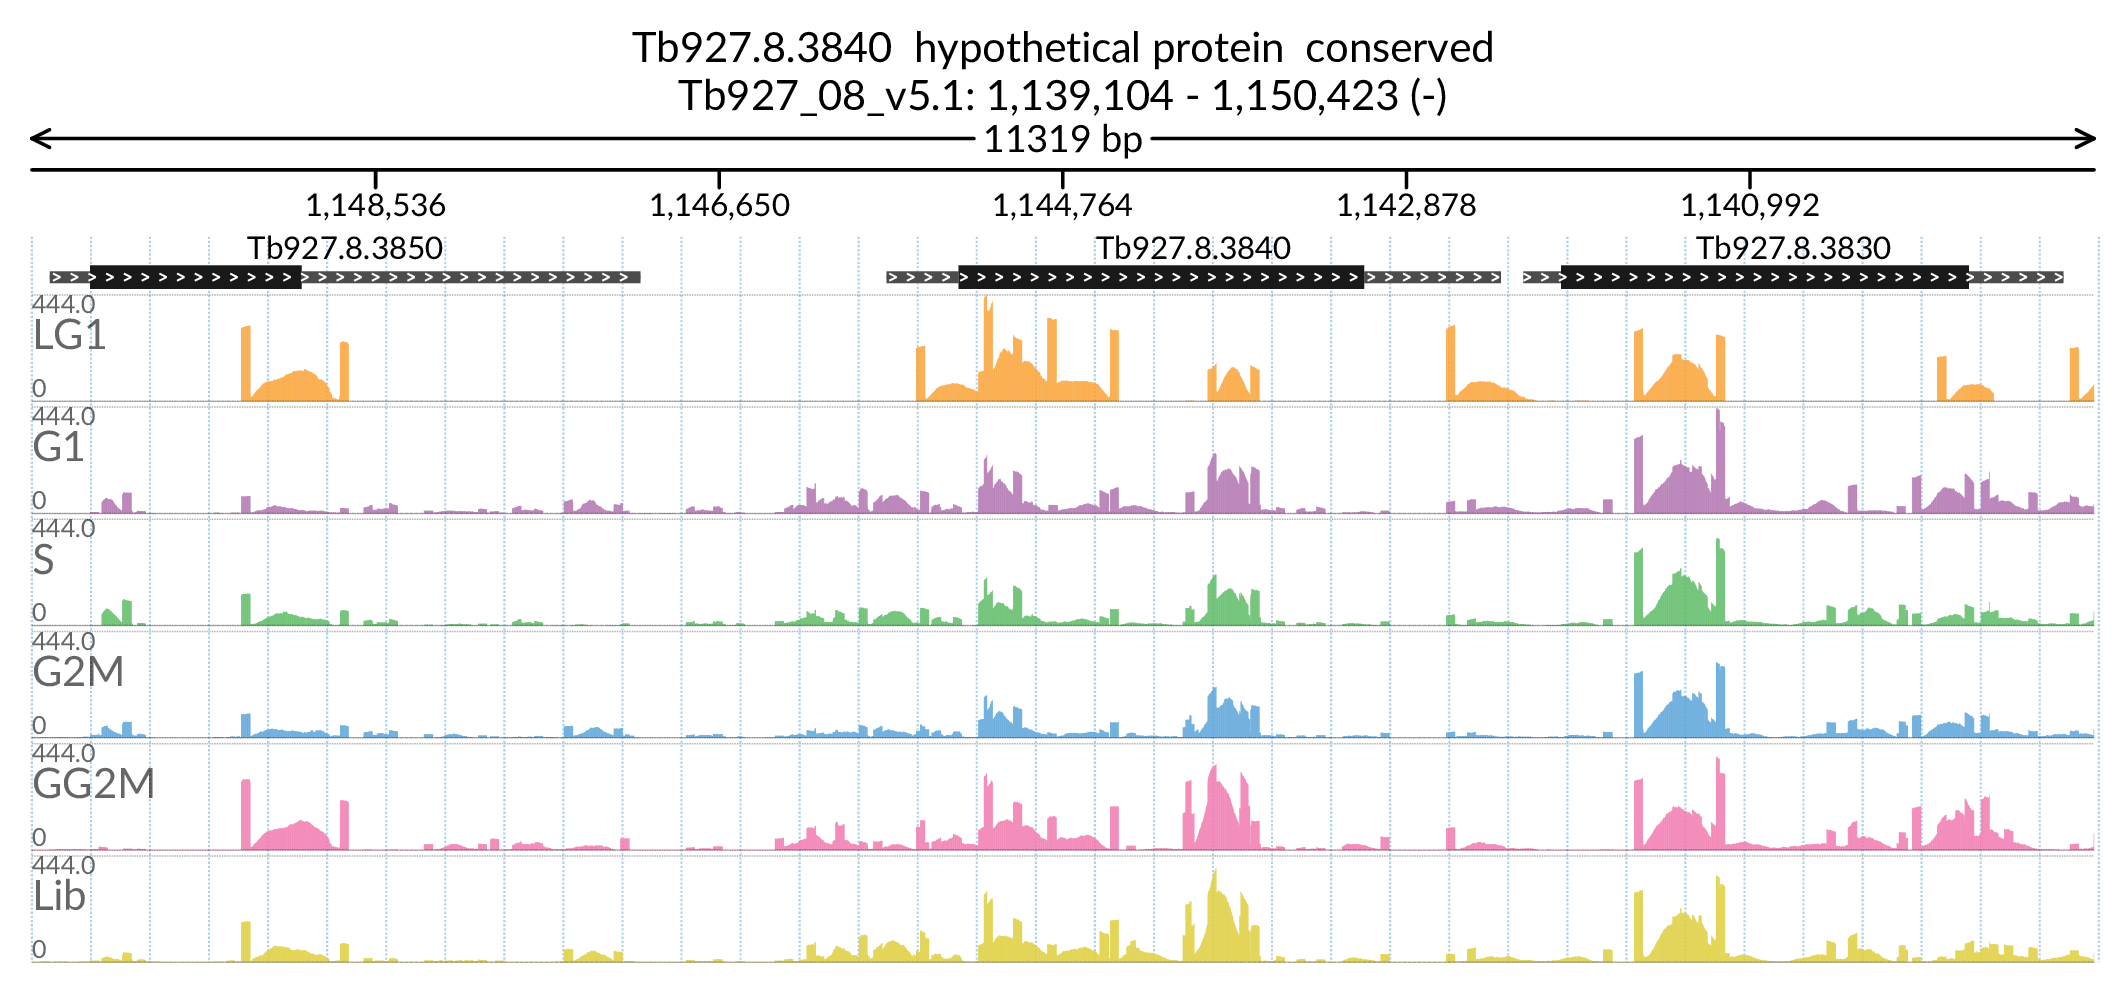 Tb927.8.3840 hypothetical protein conserved
Tb927_08_v5.1: 1,139,104 - 1,150,423 (-)
11319 bp
1,148,536 1,146,650 1,144,764 1,142,878 1,140,992
Tb927.8.3850 Tb927.8.3840 Tb927.8.3830
444.0
LG1
0
444.0
G1
0
444.0
S
0
444.0
G2M
0
444.0
GG2M
0
444.0
Lib
0